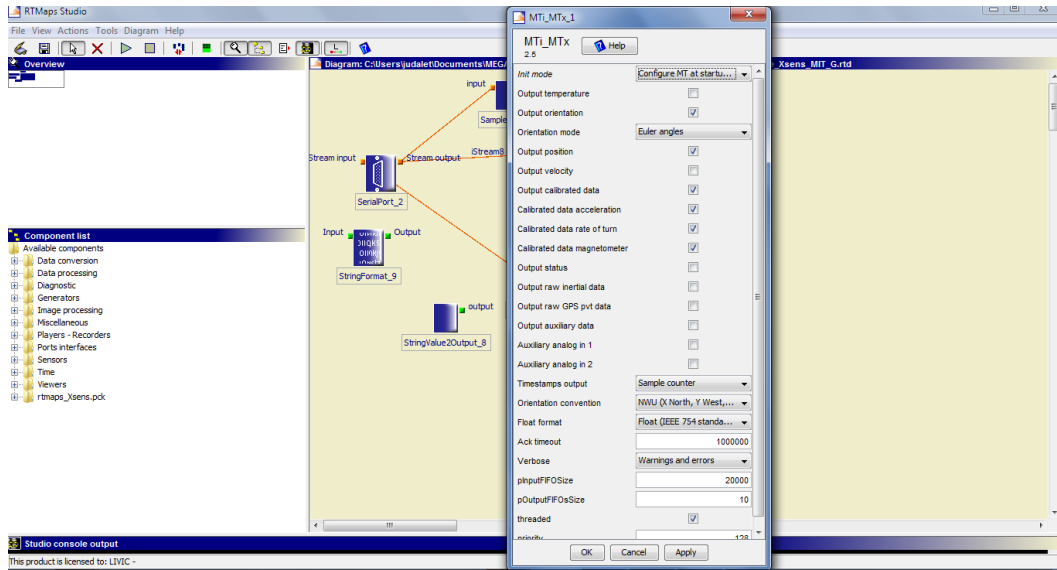 RTMaps Studio
File View Actions Tools Diagram Help
Overview
Diagram: C:\Users\judalet\Documents\MEGA
_Xsens_MIT_G.rtd
input
Sample
Stream input
Stream output
iStream8
SerialPort_2
Input
Output
StringFormat_9
output
StringValue2Output_8
Component list
Available components
Data conversion
Data processing
Diagnostic
Generators
Image processing
Miscellaneous
Players - Recorders
Ports interfaces
Sensors
Time
Viewers
rtmaps_Xsens.pck
Studio console output
This product is licensed to: LIVIC -
MTi_MTx_1
MTi_MTx
2.5
Help
Init mode Configure MT at startu...
Output temperature
Output orientation
Orientation mode Euler angles
Output position
Output velocity
Output calibrated data
Calibrated data acceleration
Calibrated data rate of turn
Calibrated data magnetometer
Output status
Output raw inertial data
Output raw GPS pvt data
Output auxiliary data
Auxiliary analog in 1
Auxiliary analog in 2
Timestamps output Sample counter
Orientation convention NWU (X North, Y West,...
Float format Float (IEEE 754 standa...
Ack timeout 1000000
Verbose Warnings and errors
pInputFIFOSize 20000
pOutputFIFOsSize 10
threaded
priority 128
OK Cancel Apply